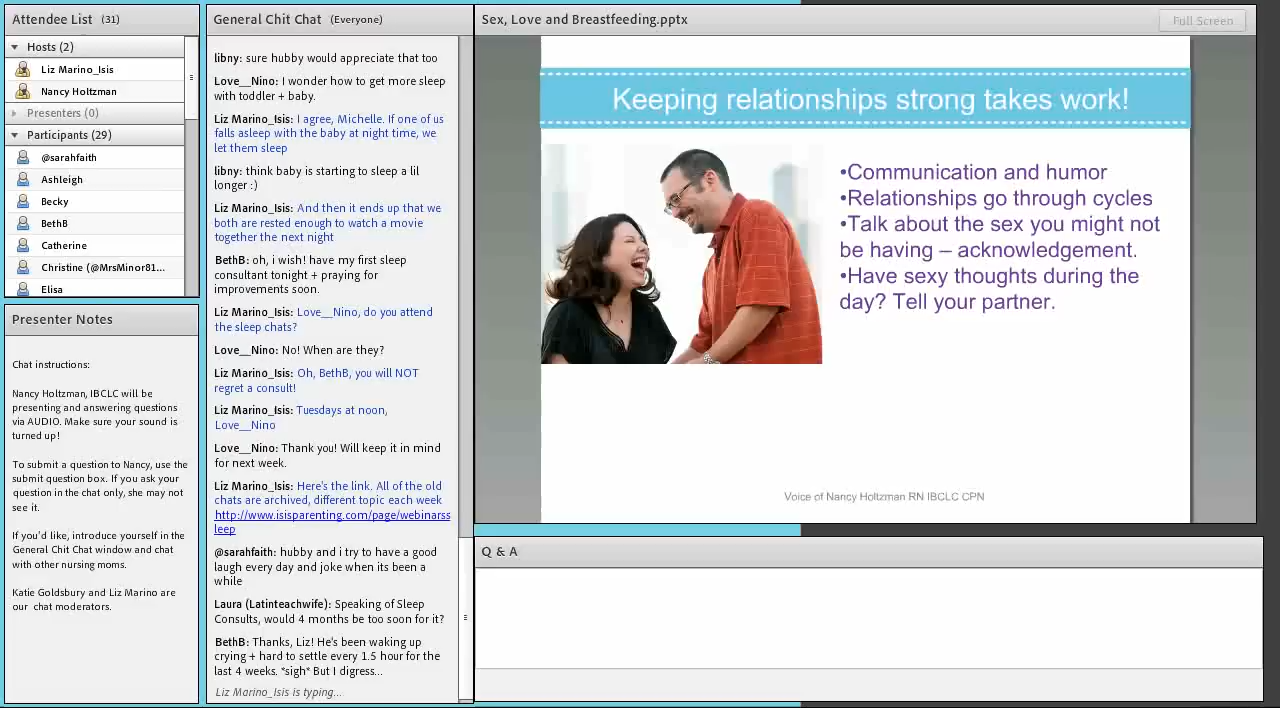 Attendee List (31)
Hosts (2)
Liz Marino_Isis
Nancy Holtzman
Presenters (0)
Participants (29)
@sarahfaith
Ashleigh
Becky
BethB
Catherine
Christine (@MrsMinor81...
Elisa
Presenter Notes
Chat instructions:
Nancy Holtzman, IBCLC will be
presenting and answering questions
via AUDIO. Make sure your sound is
turned up!
To submit a question to Nancy, use the
submit question box. If you ask your
question in the chat only, she may not
see it.
If you'd like, introduce yourself in the
General Chit Chat window and chat
with other nursing moms.
Katie Goldsbury and Liz Marino are
our chat moderators.
General Chit Chat (Everyone)
libny: sure hubby would appreciate that too
Love__Nino: I wonder how to get more sleep
with toddler + baby.
Liz Marino_Isis: I agree, Michelle. If one of us
falls asleep with the baby at night time, we
let them sleep
libny: think baby is starting to sleep a lil
longer :)
Liz Marino_Isis: And then it ends up that we
both are rested enough to watch a movie
together the next night
BethB: oh, i wish! have my first sleep
consultant tonight + praying for
improvements soon.
Liz Marino_Isis: Love__Nino, do you attend
the sleep chats?
Love__Nino: No! When are they?
Liz Marino_Isis: Oh, BethB, you will NOT
regret a consult!
Liz Marino_Isis: Tuesdays at noon,
Love__Nino
Love__Nino: Thank you! Will keep it in mind
for next week.
Liz Marino_Isis: Here's the link. All of the old
chats are archived, different topic each week
http://www.isisparenting.com/page/webinarss
leep
@sarahfaith: hubby and i try to have a good
laugh every day and joke when its been a
while
Laura (Latinteachwife): Speaking of Sleep
Consults, would 4 months be too soon for it?
BethB: Thanks, Liz! He's been waking up
crying + hard to settle every 1.5 hour for the
last 4 weeks. *sigh* But I digress...
Liz Marino_Isis is typing...
Sex, Love and Breastfeeding.pptx
Full Screen
Keeping relationships strong takes work!
•Communication and humor
•Relationships go through cycles
•Talk about the sex you might not
be having – acknowledgement.
•Have sexy thoughts during the
day? Tell your partner.
Voice of Nancy Holtzman RN IBCLC CPN
Q & A